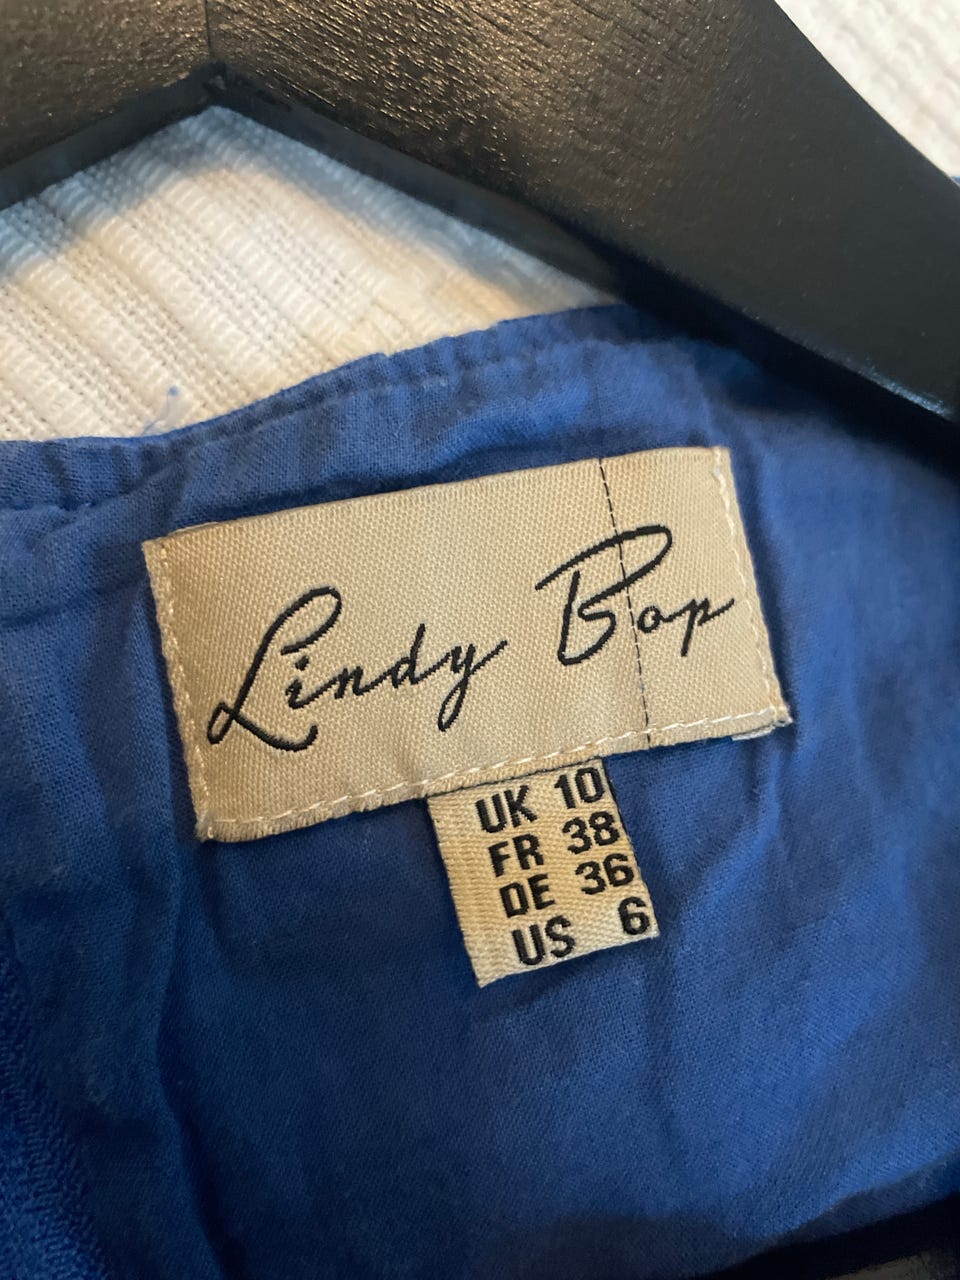 Lindy Bop
UK 10
FR 38
DE 36
US 6